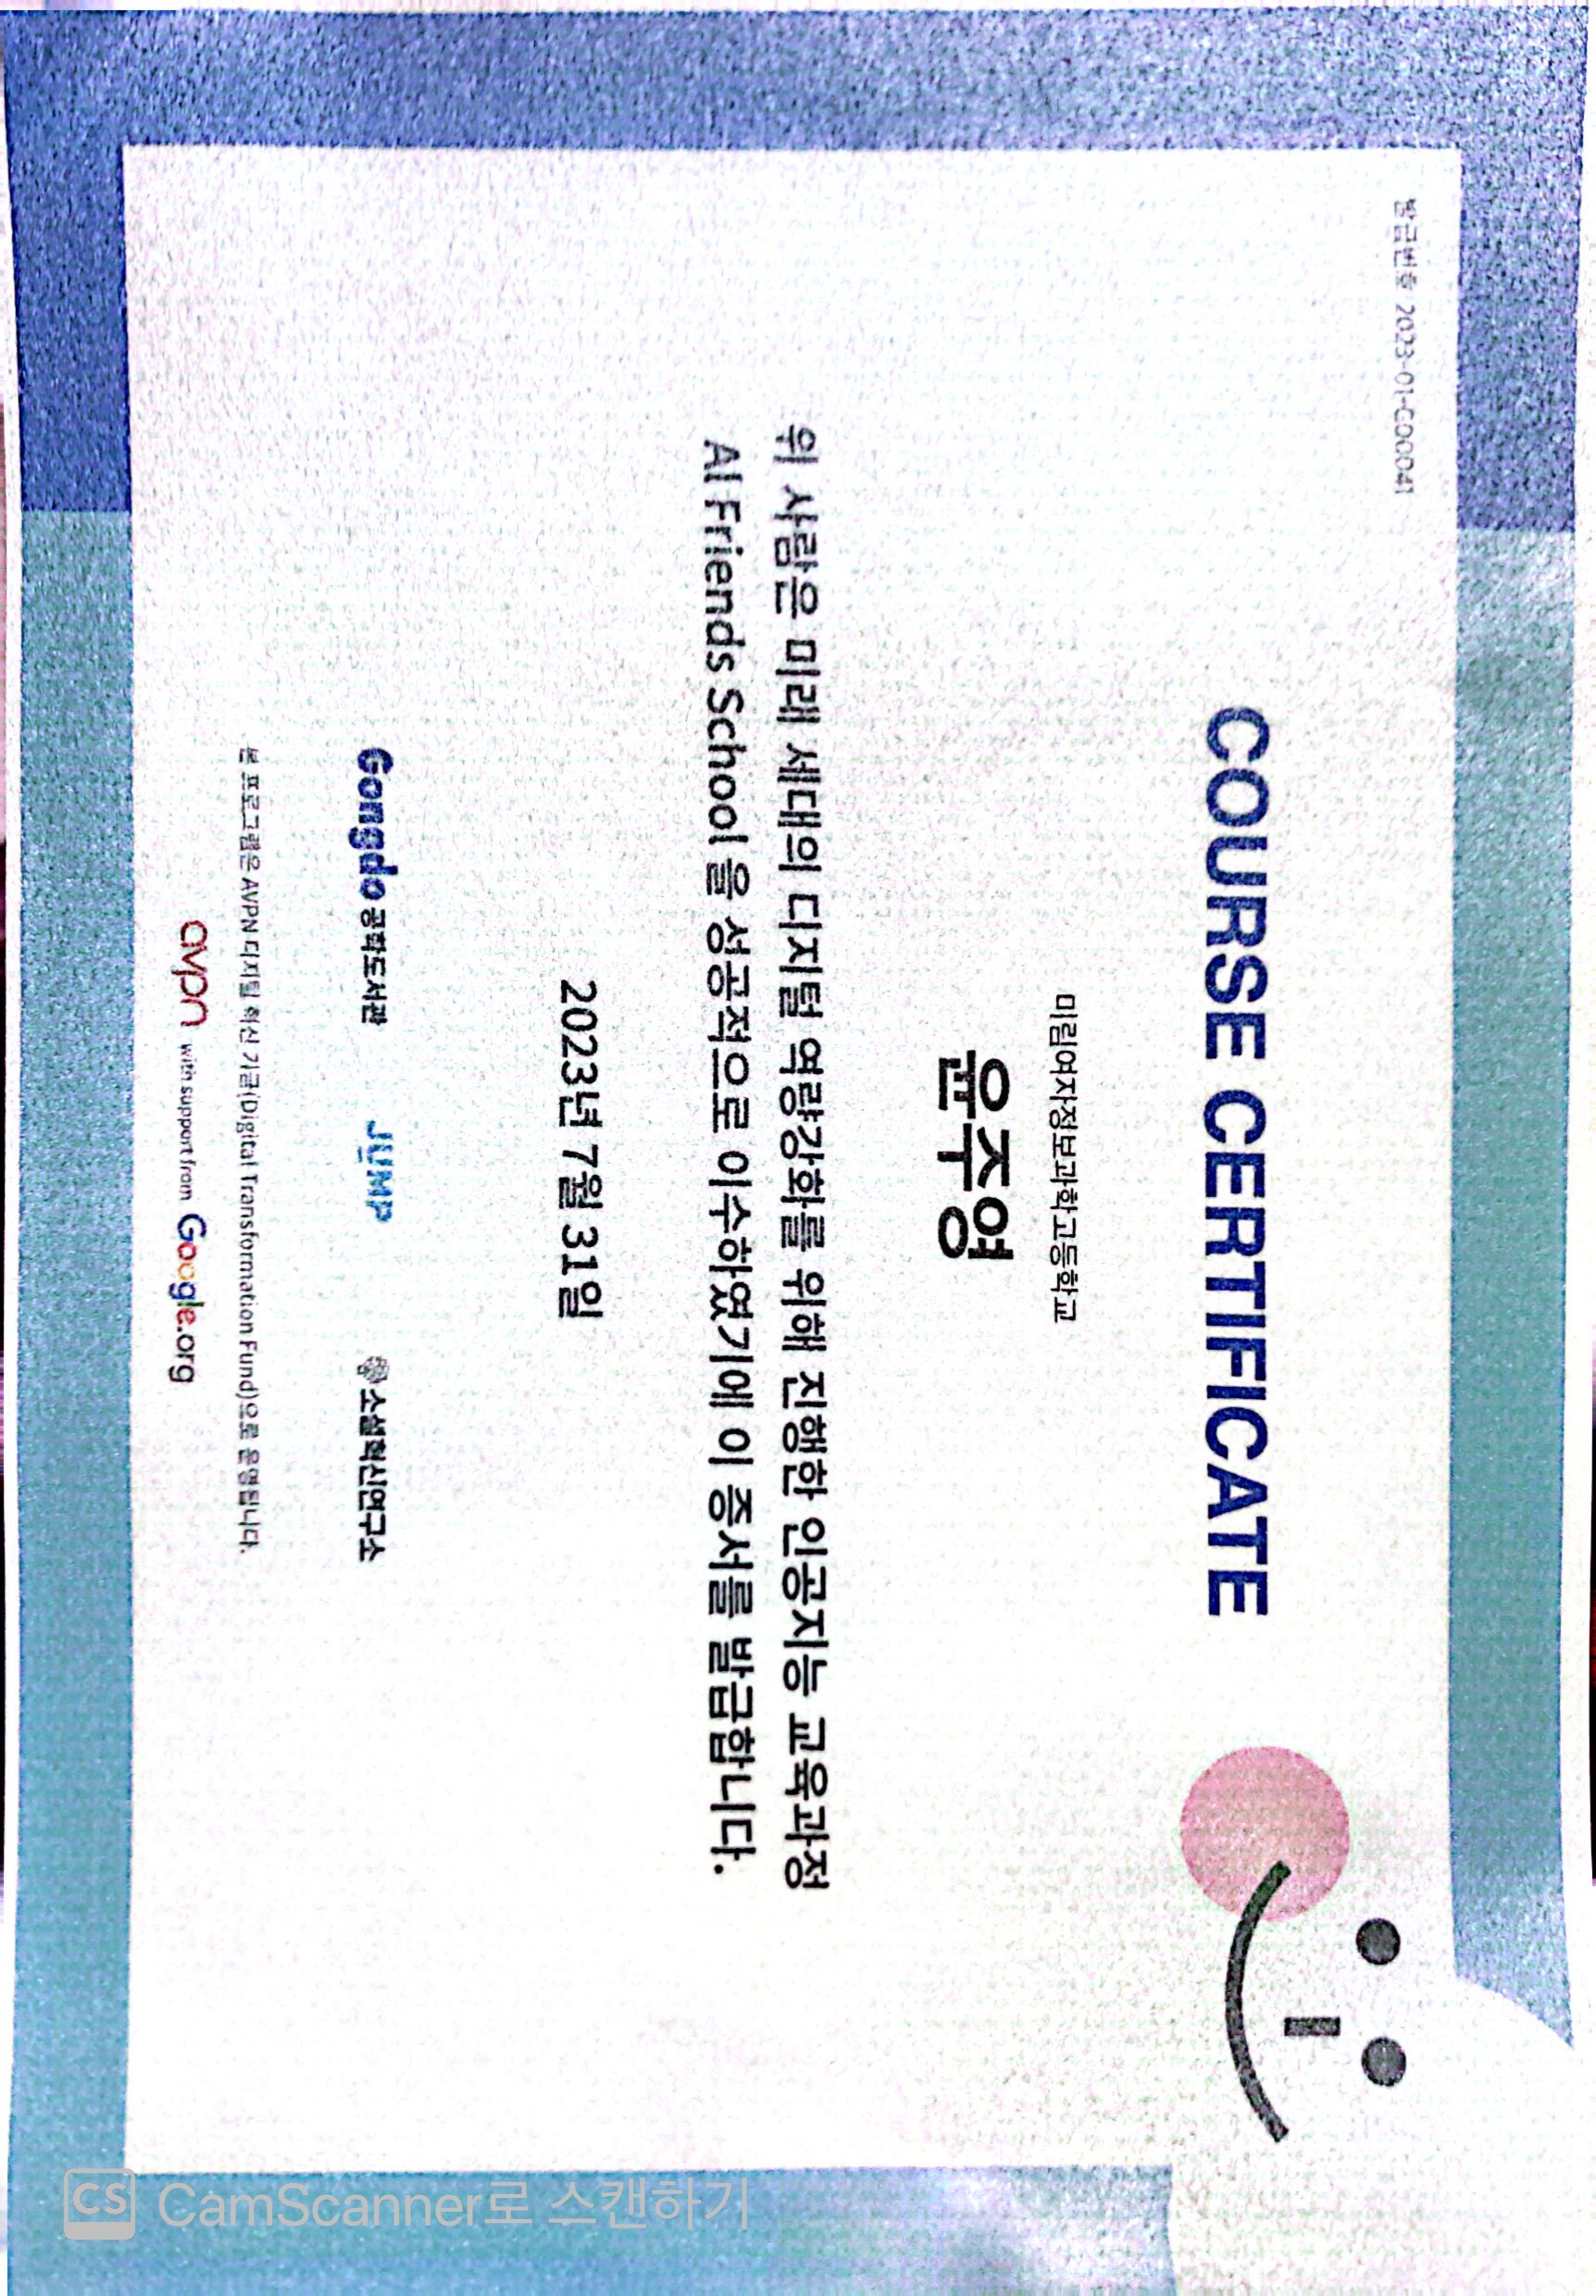 발급번호 2023-01-C00041
COURSE CERTIFICATE
미림여자정보과학고등학교
윤주영
위 사람은 미래 세대의 디지털 역량강화를 위해 진행한 인공지능 교육과정
AI Friends School 을 성공적으로 이수하였기에 이 증서를 발급합니다.
2023년 7월 31일
Gongdo 공학도서관 JUMP 소셜혁신연구소
본 프로그램은 AVPN 디지털 혁신 기금(Digital Transformation Fund)으로 운영됩니다.
avpn with support from Google.org
CS CamScanner로 스캔하기